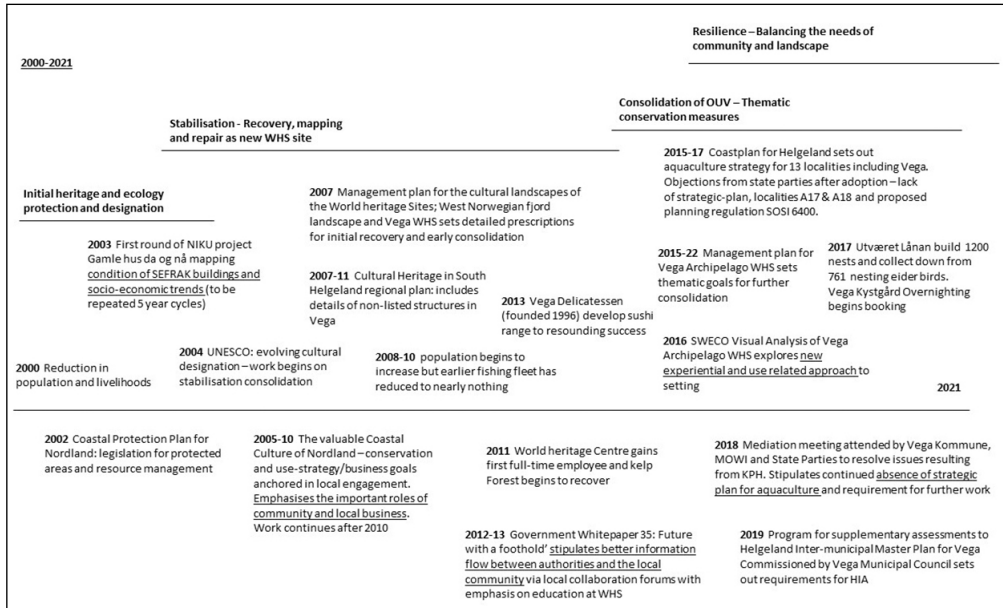 Resilience – Balancing the needs of
community and landscape
2000-2021
Consolidation of OUV – Thematic
conservation measures
Stabilisation - Recovery, mapping
and repair as new WHS site
Initial heritage and ecology
protection and designation
2015-17 Coastplan for Helgeland sets out
aquaculture strategy for 13 localities including Vega.
Objections from state parties after adoption – lack
of strategic-plan, localities A17 & A18 and proposed
planning regulation SOSI 6400.
2007 Management plan for the cultural landscapes of
the World heritage Sites; West Norwegian fjord
landscape and Vega WHS sets detailed prescriptions
for initial recovery and early consolidation
2003 First round of NIKU project
Gamle hus da og nå mapping
condition of SEFRAK buildings and
socio-economic trends (to be
repeated 5 year cycles)
2007-11 Cultural Heritage in South
Helgeland regional plan: includes
details of non-listed structures in
Vega
2013 Vega Delicatessen
(founded 1996) develop sushi
range to resounding success
2015-22 Management plan for
Vega Archipelago WHS sets
thematic goals for further
consolidation
2017 Utværet Lånan build 1200
nests and collect down from
761 nesting eider birds.
Vega Kystgård Overnighting
begins booking
2000 Reduction in
population and livelihoods
2004 UNESCO: evolving cultural
designation – work begins on
stabilisation consolidation
2008-10 population begins to
increase but earlier fishing fleet has
reduced to nearly nothing
2016 SWECO Visual Analysis of Vega
Archipelago WHS explores new
experiential and use related approach to
setting
2021
2002 Coastal Protection Plan for
Nordland: legislation for protected
areas and resource management
2005-10 The valuable Coastal
Culture of Nordland – conservation
and use-strategy/business goals
anchored in local engagement.
Emphasises the important roles of
community and local business.
Work continues after 2010
2011 World heritage Centre gains
first full-time employee and kelp
Forest begins to recover
2018 Mediation meeting attended by Vega Kommune,
MOWI and State Parties to resolve issues resulting
from KPH. Stipulates continued absence of strategic
plan for aquaculture and requirement for further work
2012-13 Government Whitepaper 35: Future
with a foothold’ stipulates better information
flow between authorities and the local
community via local collaboration forums with
emphasis on education at WHS
2019 Program for supplementary assessments to
Helgeland Inter-municipal Master Plan for Vega
Commissioned by Vega Municipal Council sets
out requirements for HIA